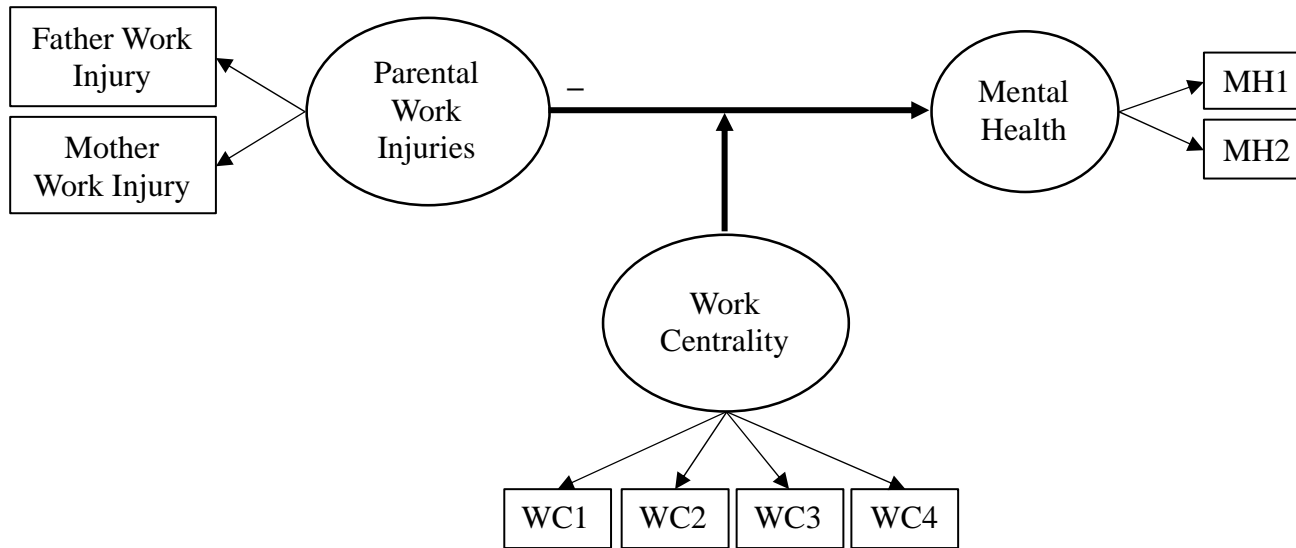 Father Work
Injury
Mother
Work Injury
Parental
Work
Injuries
–
Mental
Health
MH1
MH2
Work
Centrality
WC1
WC2
WC3
WC4